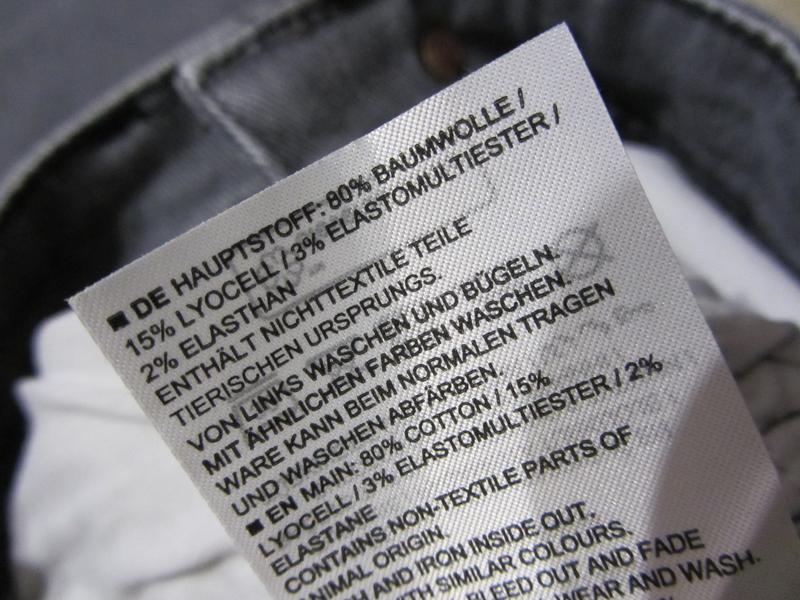 ■ DE HAUPTSTOFF: 80% BAUMWOLLE /
15% LYOCELL / 3% ELASTOMULTIESTER /
2% ELASTHAN
ENTHÄLT NICHTTEXTILE TEILE
TIERISCHEN URSPRUNGS.
VON LINKS WASCHEN UND BÜGELN.
MIT ÄHNLICHEN FARBEN WASCHEN.
WARE KANN BEIM NORMALEN TRAGEN
UND WASCHEN ABFÄRBEN.
■ EN MAIN: 80% COTTON / 15%
LYOCELL / 3% ELASTOMULTIESTER / 2%
ELASTANE
CONTAINS NON-TEXTILE PARTS OF
ANIMAL ORIGIN.
AND IRON INSIDE OUT.
WITH SIMILAR COLOURS.
BLEED OUT AND FADE
WEAR AND WASH.